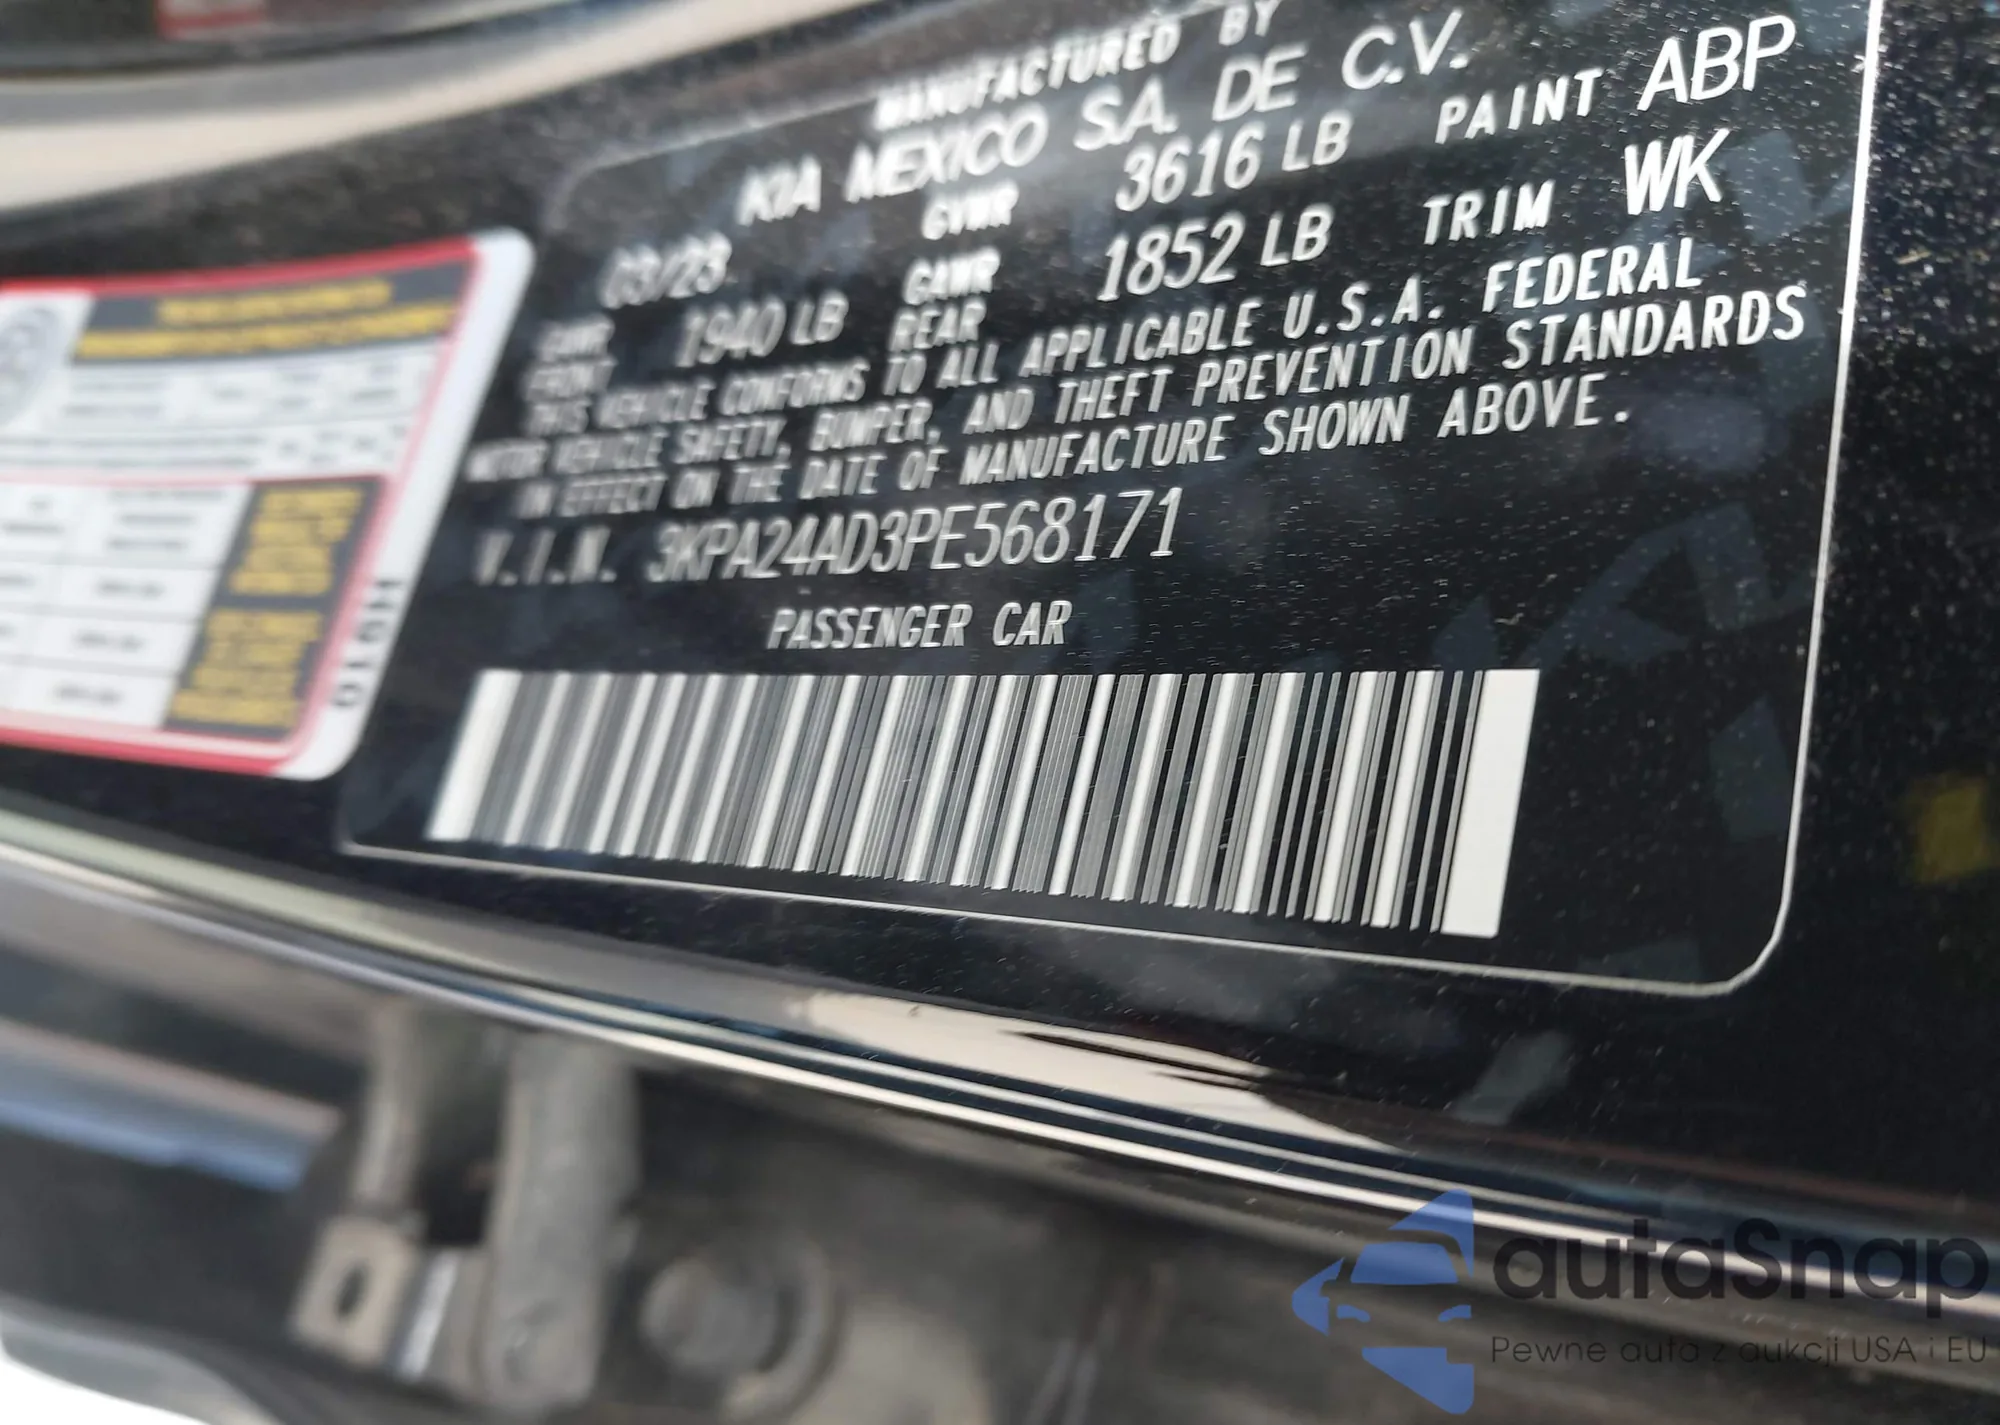 MANUFACTURED BY
KIA MEXICO S.A. DE C.V.
03/23 GVWR 3616 LB PAINT ABP
GAWR FRONT 1940 LB GAWR REAR 1852 LB TRIM WK
THIS VEHICLE CONFORMS TO ALL APPLICABLE U.S.A. FEDERAL
MOTOR VEHICLE SAFETY, BUMPER, AND THEFT PREVENTION STANDARDS
IN EFFECT ON THE DATE OF MANUFACTURE SHOWN ABOVE.
V.I.N. 3KPA24AD3PE568171
PASSENGER CAR
H9010
autaSnap
Pewne auta z aukcji USA i EU